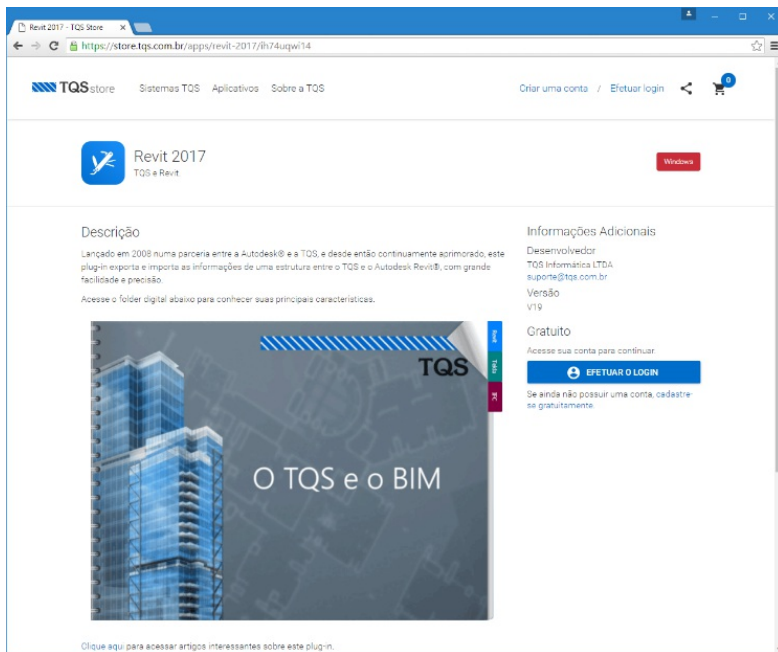 Revit 2017 - TQS Store
https://store.tqs.com.br/apps/revit-2017/ih74uqwi14
TQS store
Sistemas TQS Aplicativos Sobre a TQS
Criar uma conta / Efetuar login
0
Revit 2017
TQS e Revit.
Windows
Descrição
Lançado em 2008 numa parceria entre a Autodesk® e a TQS, e desde então continuamente aprimorado, este
plug-in exporta e importa as informações de uma estrutura entre o TQS e o Autodesk Revit®, com grande
facilidade e precisão.
Acesse o folder digital abaixo para conhecer suas principais características.
TQS
Revit
Tekla
IFC
O TQS e o BIM
Clique aqui para acessar artigos interessantes sobre este plug-in.
Informações Adicionais
Desenvolvedor
TQS Informática LTDA
suporte@tqs.com.br
Versão
V19
Gratuito
Acesse sua conta para continuar.
EFETUAR O LOGIN
Se ainda não possuir uma conta, cadastre-
se gratuitamente.